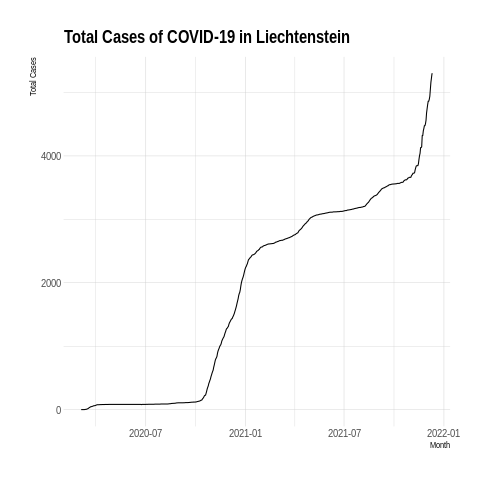 Total Cases of COVID-19 in Liechtenstein
Total Cases
4000
2000
0
2020-07
2021-01
2021-07
2022-01
Month